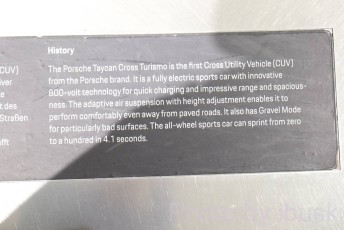 History
The Porsche Taycan Cross Turismo is the first Cross Utility Vehicle (CUV)
from the Porsche brand. It is a fully electric sports car with innovative
800-volt technology for quick charging and impressive range and spacious-
ness. The adaptive air suspension with height adjustment enables it to
perform comfortably even away from paved roads. It also has Gravel Mode
for particularly bad surfaces. The all-wheel sports car can sprint from zero
to a hundred in 4.1 seconds.
CUV)
iver
e
t des
Straßen
afft